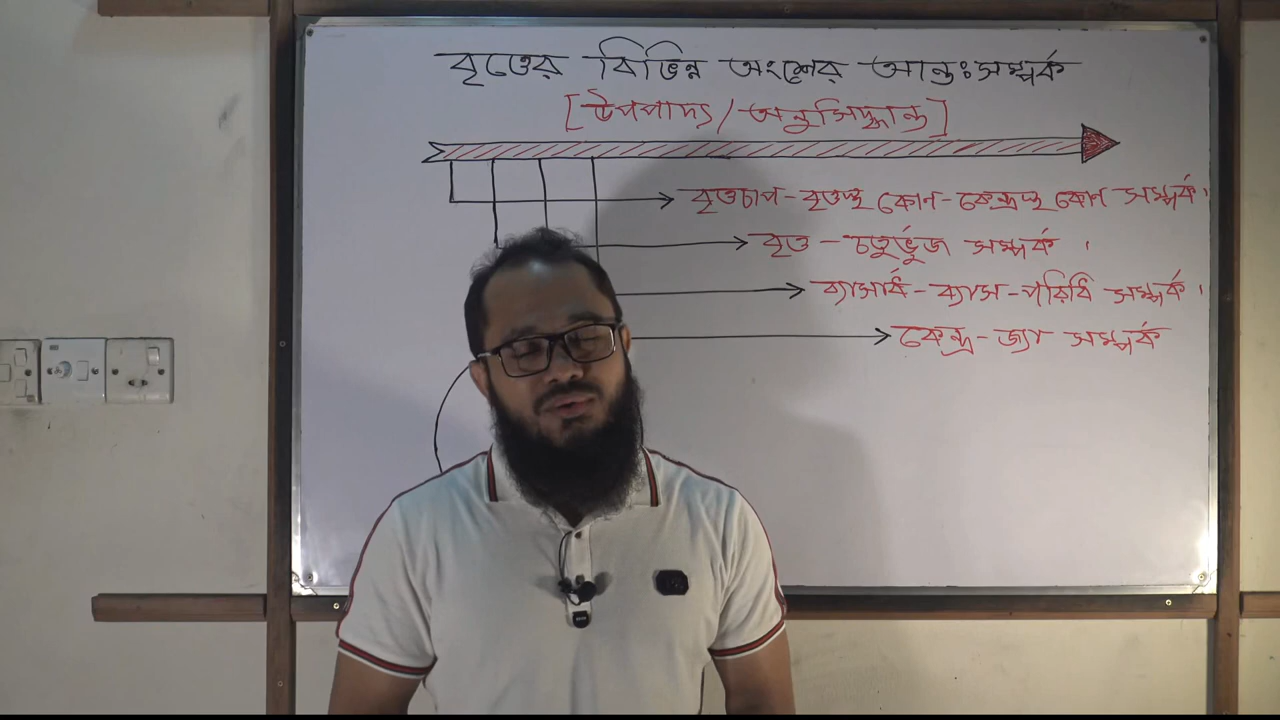 বৃত্তের বিভিন্ন অংশের আন্তঃসম্পর্ক
[উপপাদ্য/অনুসিদ্ধান্ত]
বৃত্তচাপ-বৃত্তস্থ কোণ-কেন্দ্রস্থ কোণ সম্পর্ক।
বৃত্ত - চতুর্ভুজ সম্পর্ক ।
ব্যাসার্ধ-ব্যাস-পরিধি সম্পর্ক ।
কেন্দ্র-জ্যা সম্পর্ক